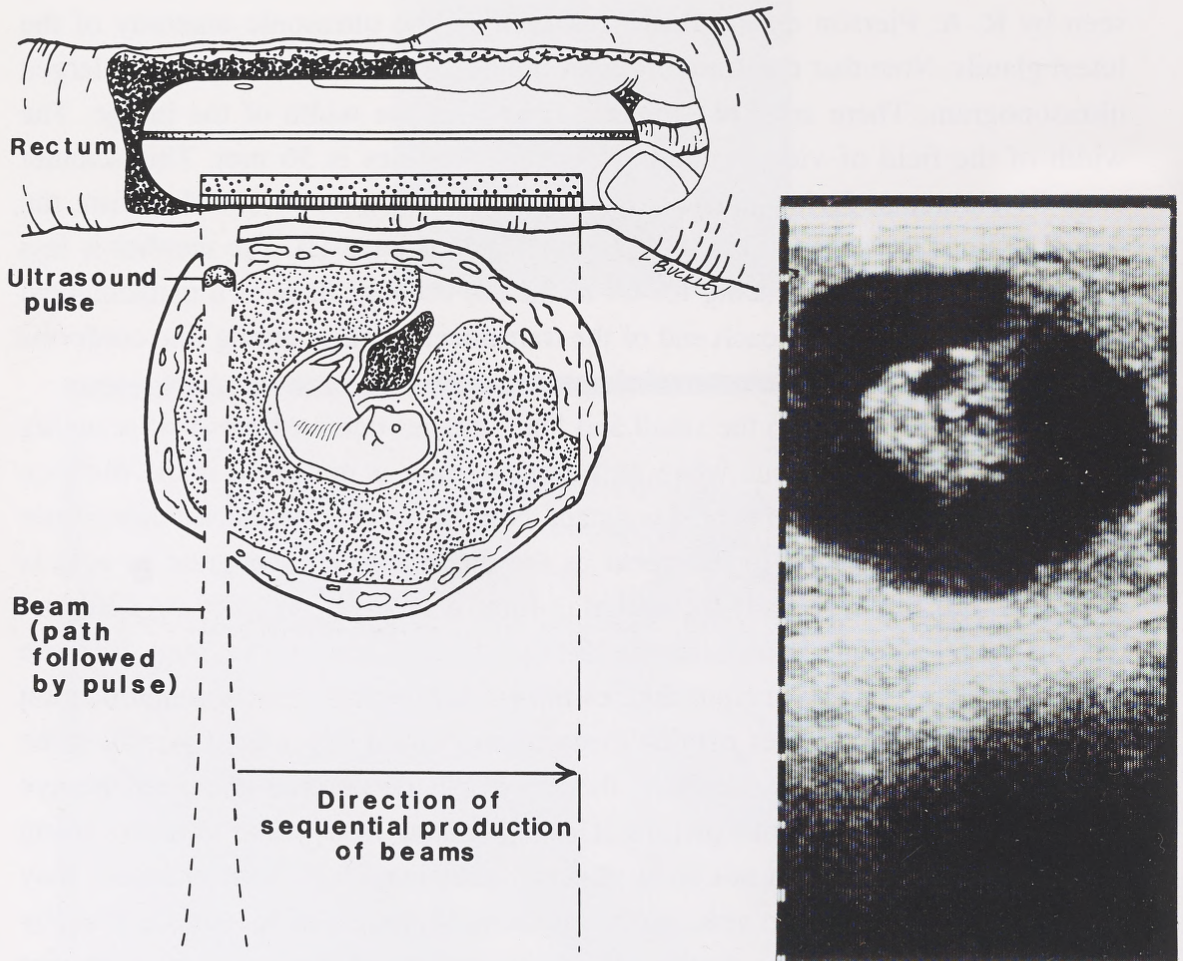 Rectum
L BUCKLEY
Ultrasound
pulse
Beam
(path
followed
by pulse)
Direction of
sequential production
of beams